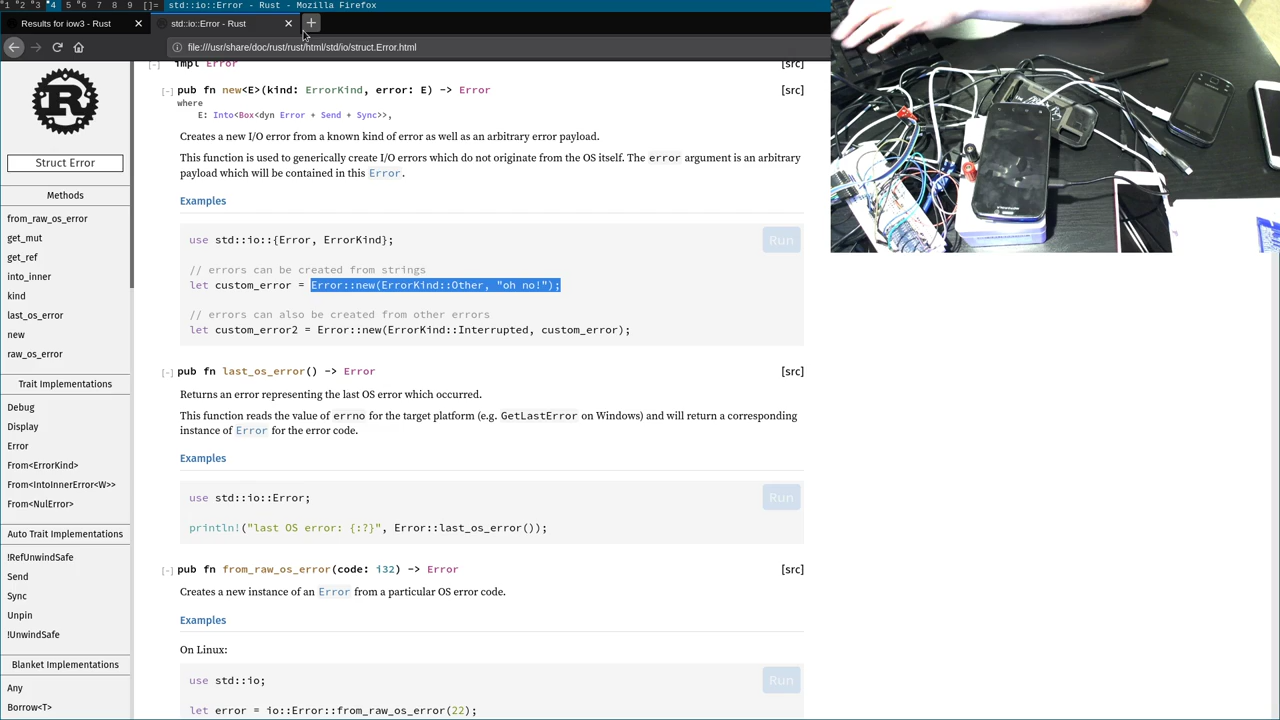 1 2 3 4 5 6 7 8 9 []= std::io::Error - Rust - Mozilla Firefox
Results for iow3 - Rust
std::io::Error - Rust
file:///usr/share/doc/rust/rust/html/std/io/struct.Error.html
Struct Error
Methods
from_raw_os_error
get_mut
get_ref
into_inner
kind
last_os_error
new
raw_os_error
Trait Implementations
Debug
Display
Error
From<ErrorKind>
From<IntoInnerError<W>>
From<NulError>
Auto Trait Implementations
!RefUnwindSafe
Send
Sync
Unpin
!UnwindSafe
Blanket Implementations
Any
Borrow<T>
[-] impl Error [src]
[-] pub fn new<E>(kind: ErrorKind, error: E) -> Error [src]
where
E: Into<Box<dyn Error + Send + Sync>>,
Creates a new I/O error from a known kind of error as well as an arbitrary error payload.
This function is used to generically create I/O errors which do not originate from the OS itself. The error argument is an arbitrary
payload which will be contained in this Error.
Examples
Run
use std::io::{Error, ErrorKind};
// errors can be created from strings
let custom_error = Error::new(ErrorKind::Other, "oh no!");
// errors can also be created from other errors
let custom_error2 = Error::new(ErrorKind::Interrupted, custom_error);
[-] pub fn last_os_error() -> Error [src]
Returns an error representing the last OS error which occurred.
This function reads the value of errno for the target platform (e.g. GetLastError on Windows) and will return a corresponding
instance of Error for the error code.
Examples
Run
use std::io::Error;
println!("last OS error: {:?}", Error::last_os_error());
[-] pub fn from_raw_os_error(code: i32) -> Error [src]
Creates a new instance of an Error from a particular OS error code.
Examples
On Linux:
Run
use std::io;
let error = io::Error::from_raw_os_error(22);